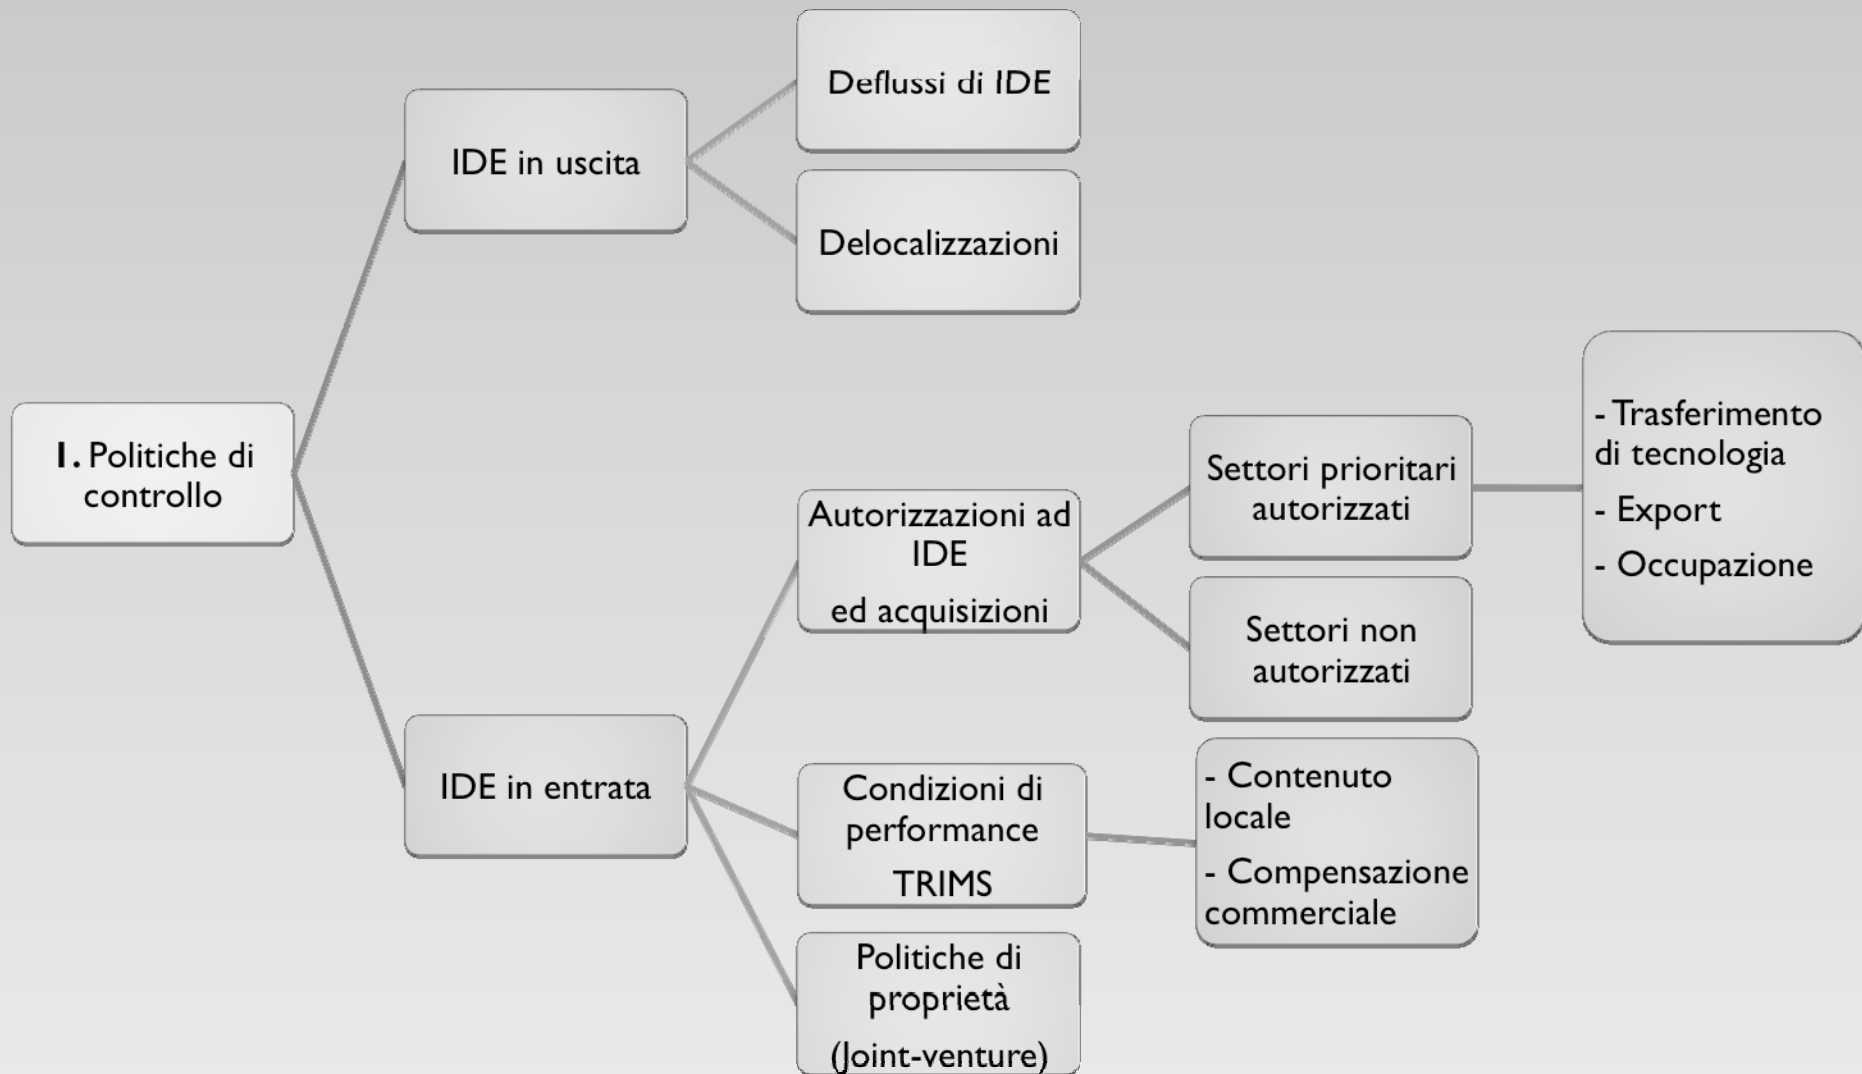 1. Politiche di
controllo
IDE in uscita
Deflussi di IDE
Delocalizzazioni
IDE in entrata
Autorizzazioni ad
IDE
ed acquisizioni
Settori prioritari
autorizzati
- Trasferimento
di tecnologia
- Export
- Occupazione
Settori non
autorizzati
Condizioni di
performance
TRIMS
- Contenuto
locale
- Compensazione
commerciale
Politiche di
proprietà
(Joint-venture)